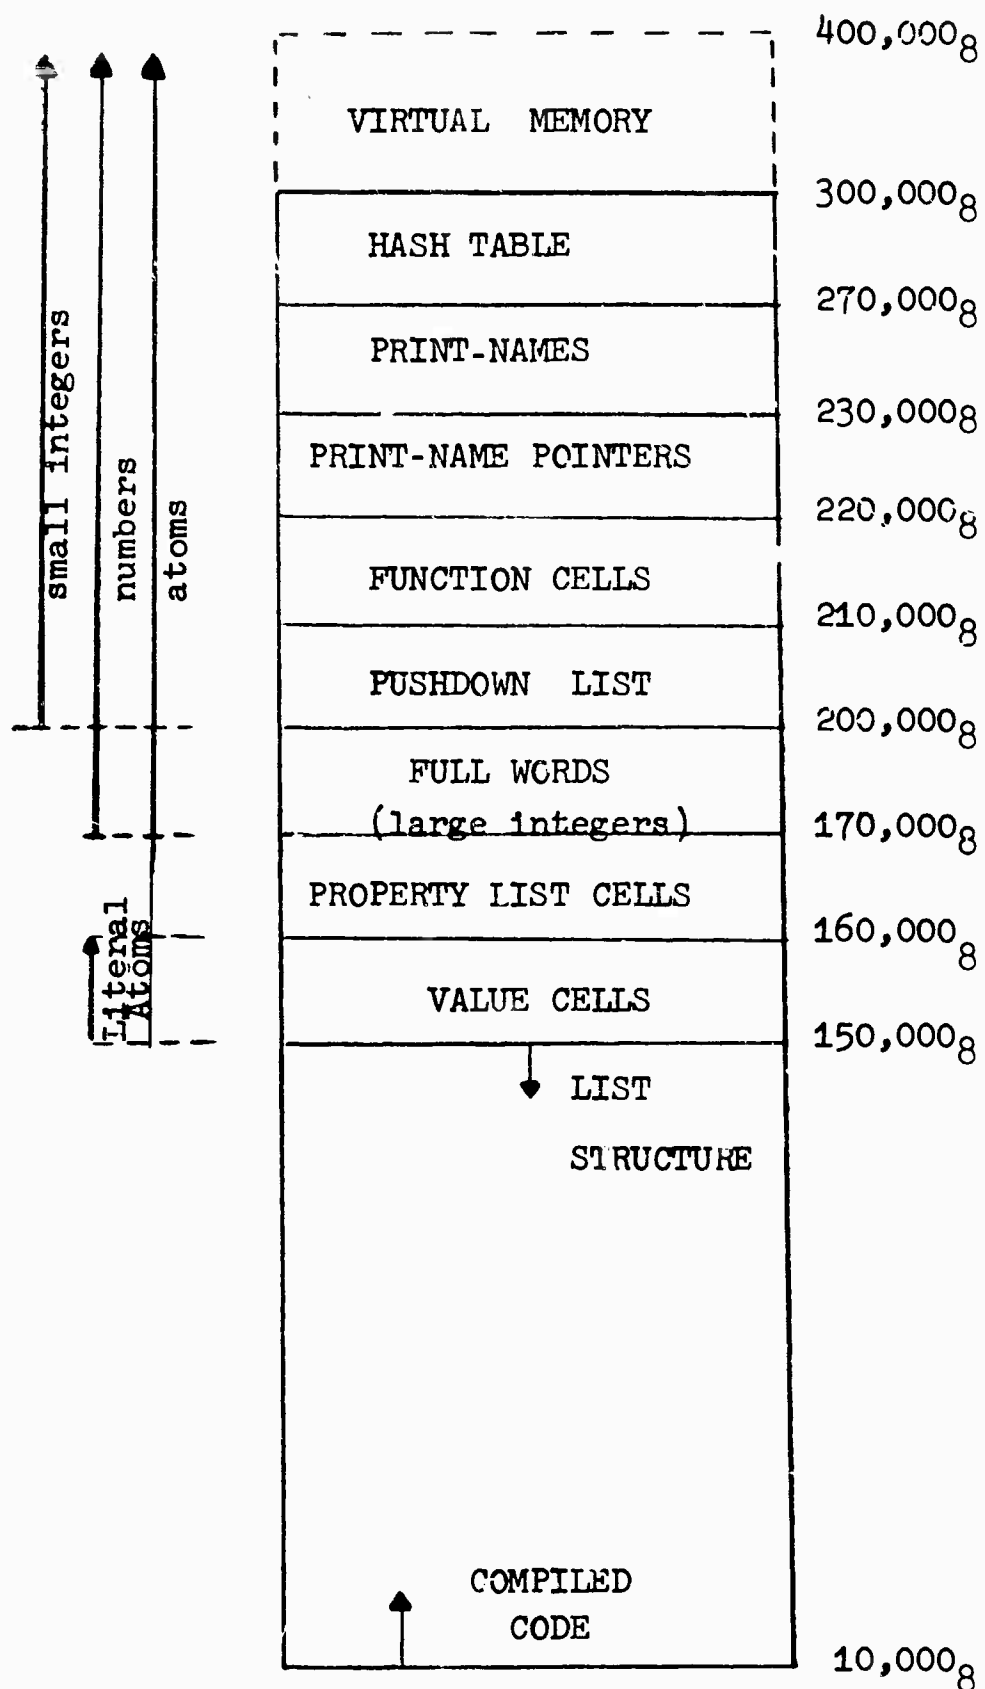 400,000₈
VIRTUAL MEMORY
300,000₈
HASH TABLE
270,000₈
PRINT-NAMES
230,000₈
PRINT-NAME POINTERS
220,000₈
FUNCTION CELLS
210,000₈
PUSHDOWN LIST
200,000₈
FULL WORDS
(large integers)
170,000₈
PROPERTY LIST CELLS
160,000₈
VALUE CELLS
150,000₈
LIST
STRUCTURE
COMPILED
CODE
10,000₈
small integers
numbers
atoms
Literal
Atoms